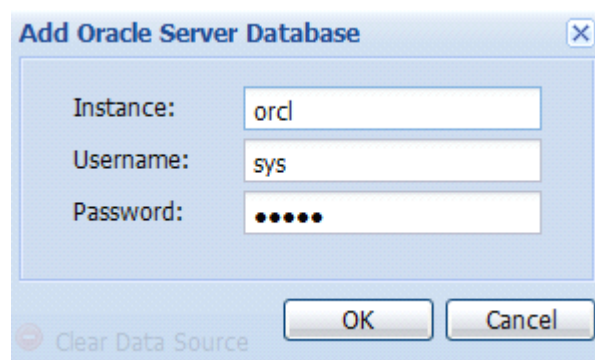 Add Oracle Server Database
Instance: orcl
Username: sys
Password: •••••
OK Cancel
Clear Data Source